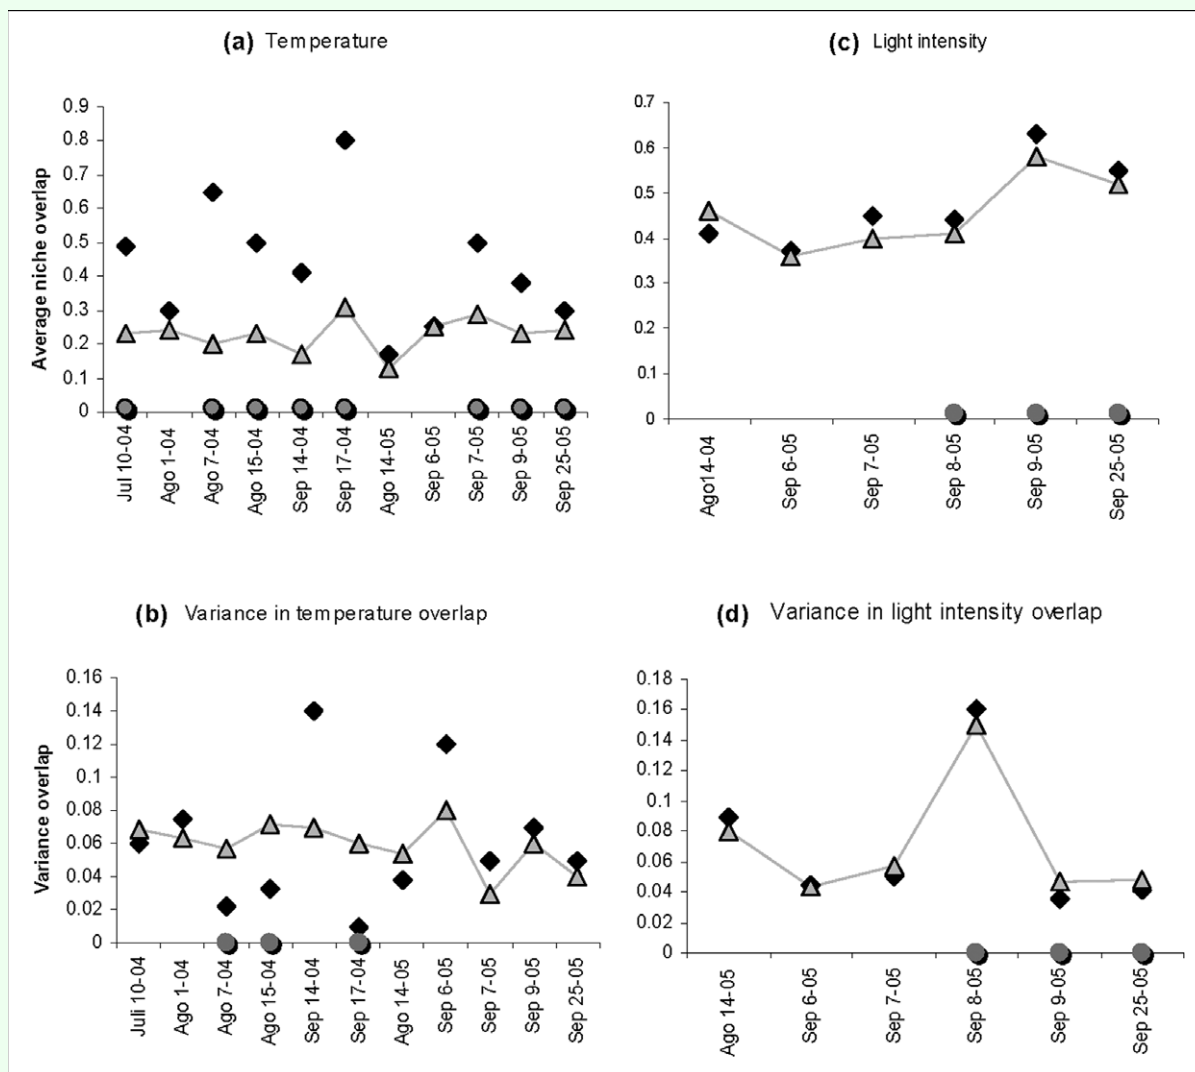 (a) Temperature
0.9
0.8
0.7
0.6
0.5
0.4
0.3
0.2
0.1
0
Average niche overlap
Jul 10-04
Ago 1-04
Ago 7-04
Ago 15-04
Sep 14-04
Sep 17-04
Ago 14-05
Sep 6-05
Sep 7-05
Sep 9-05
Sep 25-05
(c) Light intensity
0.7
0.6
0.5
0.4
0.3
0.2
0.1
0
Ago14-04
Sep 6-05
Sep 7-05
Sep 8-05
Sep 9-05
Sep 25-05
(b) Variance in temperature overlap
0.16
0.14
0.12
0.1
0.08
0.06
0.04
0.02
0
Variance overlap
Juli 10-04
Ago 1-04
Ago 7-04
Ago 15-04
Sep 14-04
Sep 17-04
Ago 14-05
Sep 6-05
Sep 7-05
Sep 9-05
Sep 25-05
(d) Variance in light intensity overlap
0.18
0.16
0.14
0.12
0.1
0.08
0.06
0.04
0.02
0
Ago 14-05
Sep 6-05
Sep 7-05
Sep 8-05
Sep 9-05
Sep 25-05